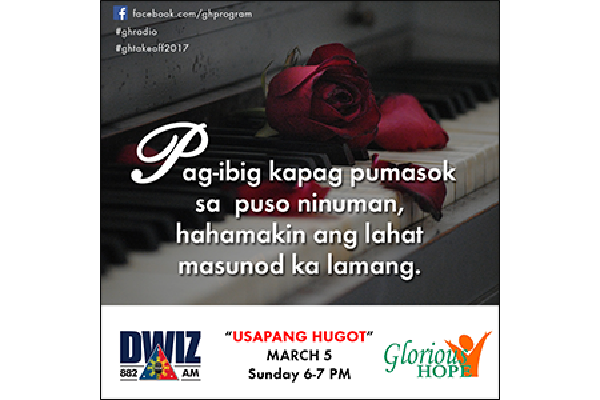 facebook.com/ghprogram
#ghradio
#ghtakeoff2017
Pag-ibig kapag pumasok
sa puso ninuman,
hahamakin ang lahat
masunod ka lamang.
DWIZ
882 AM
"USAPANG HUGOT"
MARCH 5
Sunday 6-7 PM
Glorious
HOPE